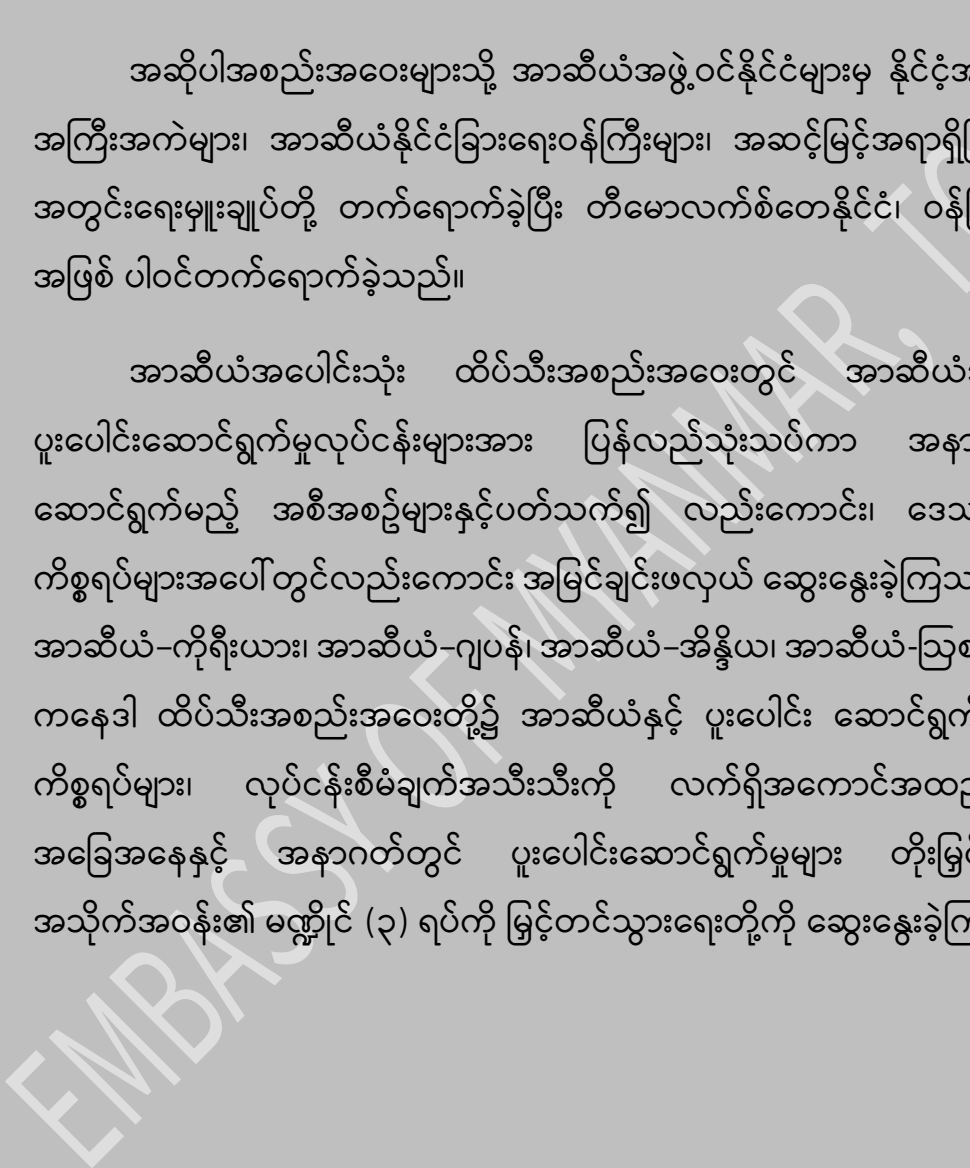 အဆိုပါအစည်းအဝေးများသို့ အာဆီယံအဖွဲ့ဝင်နိုင်ငံများမှ နိုင်ငံ့အ
အကြီးအကဲများ၊ အာဆီယံနိုင်ငံခြားရေးဝန်ကြီးများ၊ အဆင့်မြင့်အရာရှိ
အတွင်းရေးမှူးချုပ်တို့ တက်ရောက်ခဲ့ပြီး တီမောလက်စ်တေနိုင်ငံ၊ ဝန်
အဖြစ် ပါဝင်တက်ရောက်ခဲ့သည်။
အာဆီယံအပေါင်းသုံး ထိပ်သီးအစည်းအဝေးတွင် အာဆီယံ
ပူးပေါင်းဆောင်ရွက်မှုလုပ်ငန်းများအား ပြန်လည်သုံးသပ်ကာ အနာ
ဆောင်ရွက်မည့် အစီအစဉ်များနှင့်ပတ်သက်၍ လည်းကောင်း၊ ဒေသ
ကိစ္စရပ်များအပေါ်တွင်လည်းကောင်း အမြင်ချင်းဖလှယ် ဆွေးနွေးခဲ့ကြသ
အာဆီယံ–ကိုရီးယား၊ အာဆီယံ–ဂျပန်၊ အာဆီယံ–အိန္ဒိယ၊ အာဆီယံ-ဩစ
ကနေဒါ ထိပ်သီးအစည်းအဝေးတို့၌ အာဆီယံနှင့် ပူးပေါင်း ဆောင်ရွက်
ကိစ္စရပ်များ၊ လုပ်ငန်းစီမံချက်အသီးသီးကို လက်ရှိအကောင်အထည
အခြေအနေနှင့် အနာဂတ်တွင် ပူးပေါင်းဆောင်ရွက်မှုများ တိုးမြှင့်
အသိုက်အဝန်း၏ မဏ္ဍိုင် (၃) ရပ်ကို မြှင့်တင်သွားရေးတို့ကို ဆွေးနွေးခဲ့ကြ
EMBASSY OF MYANMAR,